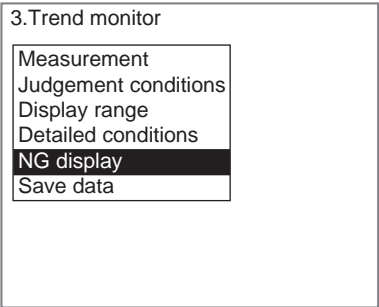 3.Trend monitor
Measurement
Judgement conditions
Display range
Detailed conditions
NG display
Save data